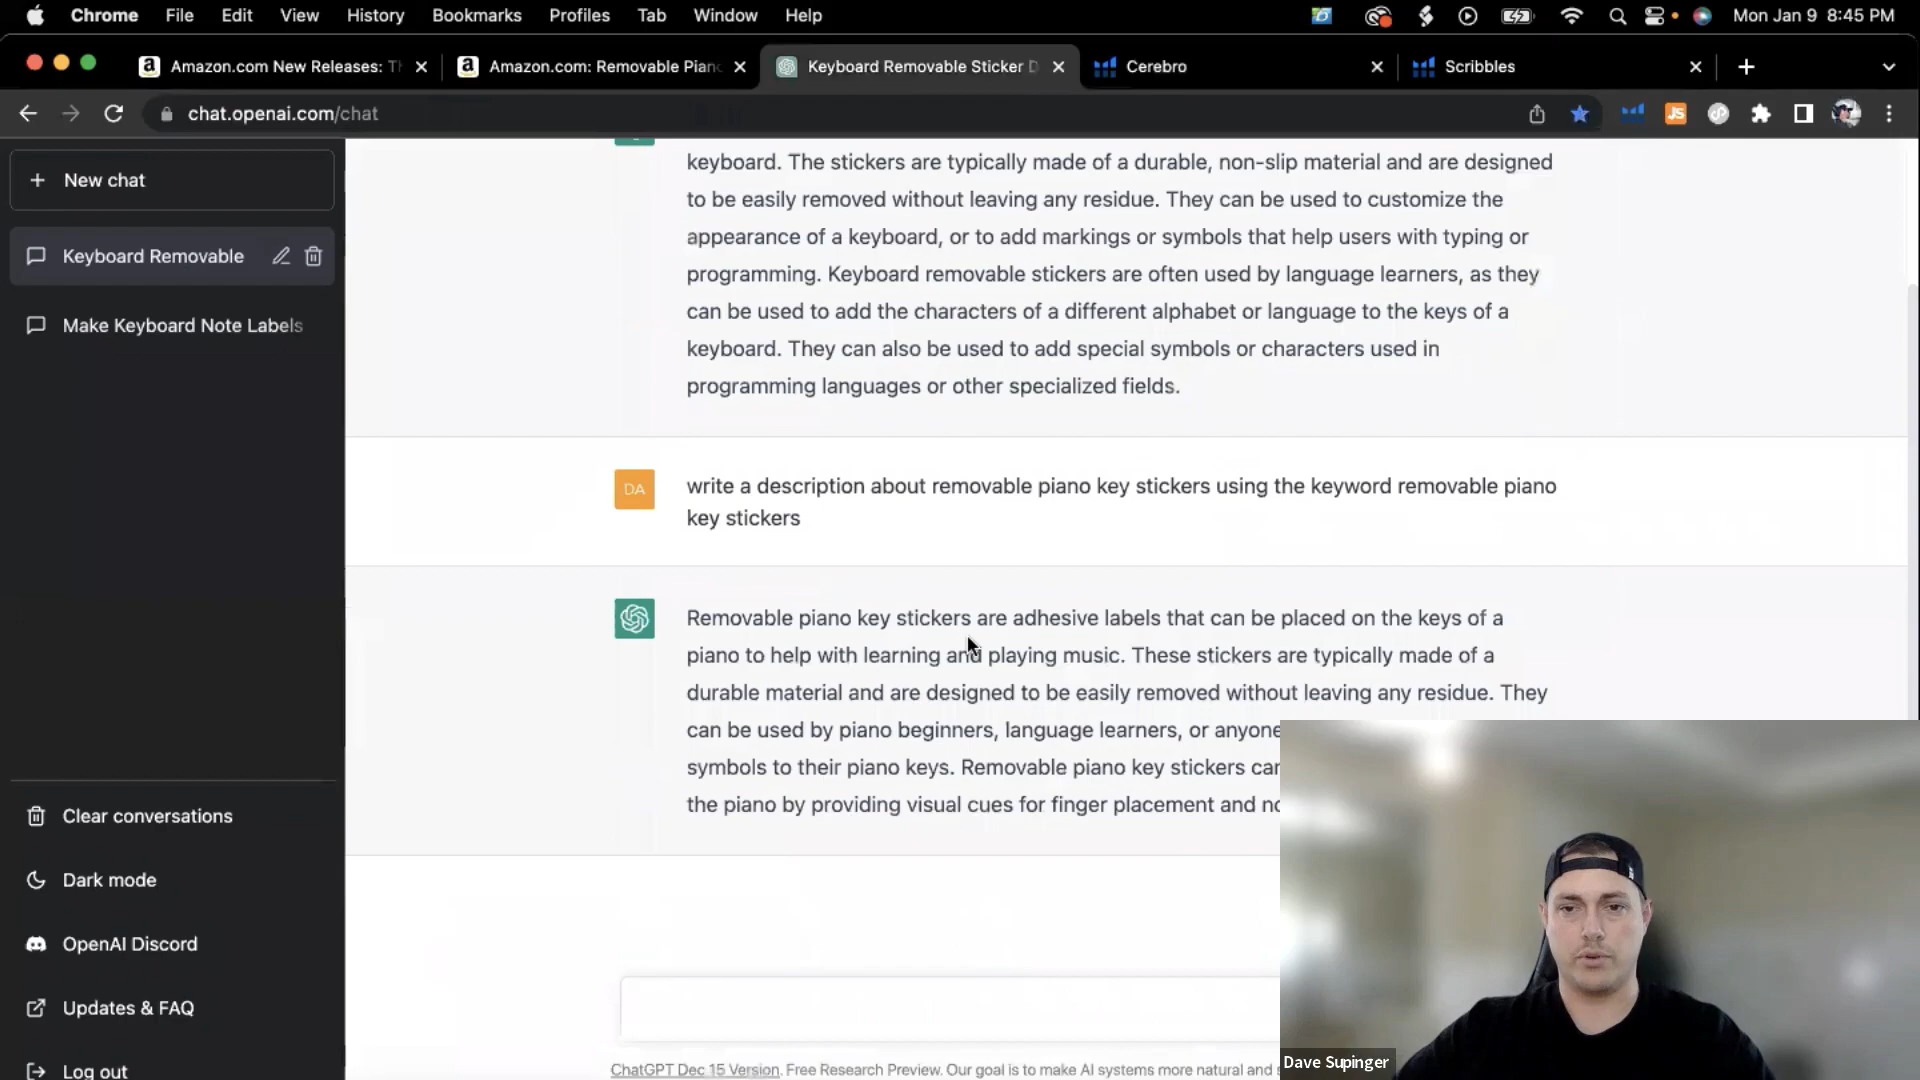 Chrome File Edit View History Bookmarks Profiles Tab Window Help Mon Jan 9 8:45 PM
Amazon.com New Releases: Amazon.com: Removable Pian Keyboard Removable Sticker D Cerebro Scribbles
chat.openai.com/chat JS
New chat
Keyboard Removable
Make Keyboard Note Labels
keyboard. The stickers are typically made of a durable, non-slip material and are designed
to be easily removed without leaving any residue. They can be used to customize the
appearance of a keyboard, or to add markings or symbols that help users with typing or
programming. Keyboard removable stickers are often used by language learners, as they
can be used to add the characters of a different alphabet or language to the keys of a
keyboard. They can also be used to add special symbols or characters used in
programming languages or other specialized fields.
DA
write a description about removable piano key stickers using the keyword removable piano
key stickers
Removable piano key stickers are adhesive labels that can be placed on the keys of a
piano to help with learning and playing music. These stickers are typically made of a
durable material and are designed to be easily removed without leaving any residue. They
can be used by piano beginners, language learners, or anyone
symbols to their piano keys. Removable piano key stickers can
the piano by providing visual cues for finger placement and no
Clear conversations
Dark mode
OpenAI Discord
Updates & FAQ
Log out
ChatGPT Dec 15 Version. Free Research Preview. Our goal is to make AI systems more natural and s
Dave Supinger